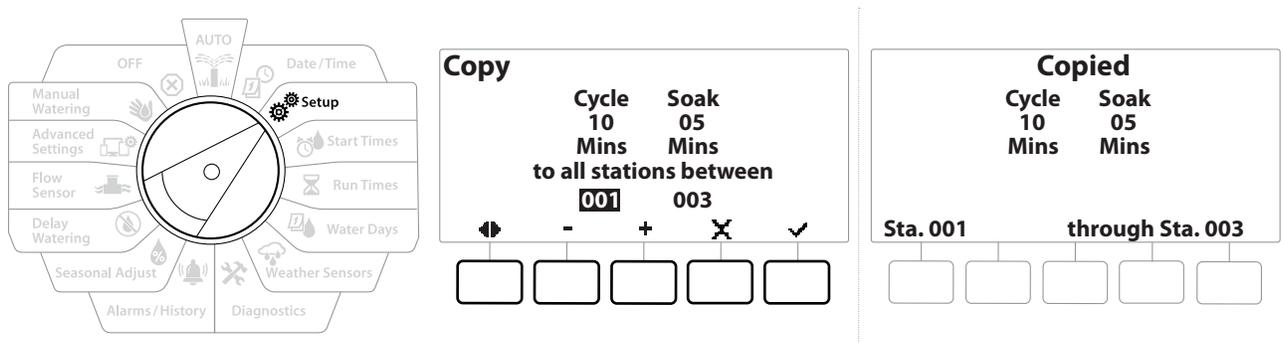 AUTO
OFF
Date/Time
Manual
Watering
Setup
Advanced
Settings
Start Times
Flow
Sensor
Run Times
Delay
Watering
Water Days
Seasonal Adjust
Weather Sensors
Alarms/History
Diagnostics
Copy
Cycle Soak
10 05
Mins Mins
to all stations between
001 003
- +
Copied
Cycle Soak
10 05
Mins Mins
Sta. 001 through Sta. 003